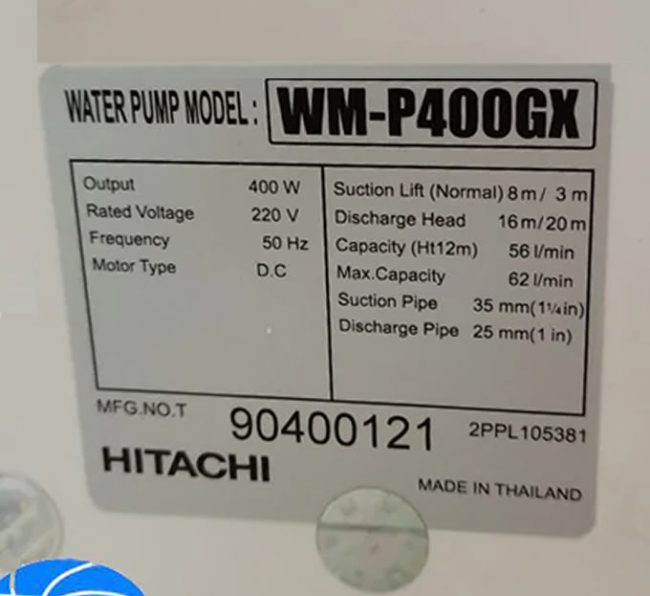 WATER PUMP MODEL : WM-P400GX
Output 400 W
Rated Voltage 220 V
Frequency 50 Hz
Motor Type D.C
Suction Lift (Normal) 8 m / 3 m
Discharge Head 16 m/20 m
Capacity (Ht12m) 56 l/min
Max.Capacity 62 l/min
Suction Pipe 35 mm(1¼in)
Discharge Pipe 25 mm(1 in)
MFG.NO.T 90400121 2PPL105381
HITACHI
MADE IN THAILAND